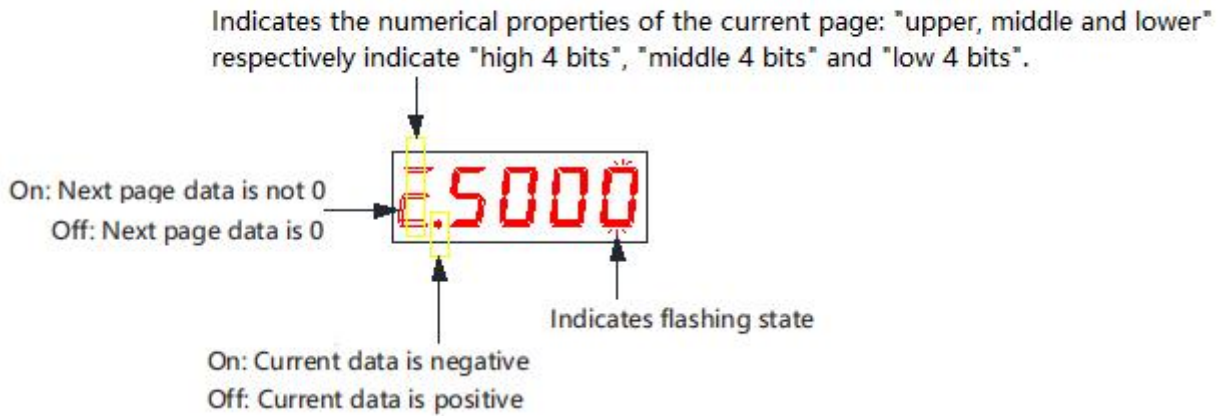 Indicates the numerical properties of the current page: "upper, middle and lower"
respectively indicate "high 4 bits", "middle 4 bits" and "low 4 bits".
On: Next page data is not 0
Off: Next page data is 0
.5000
Indicates flashing state
On: Current data is negative
Off: Current data is positive